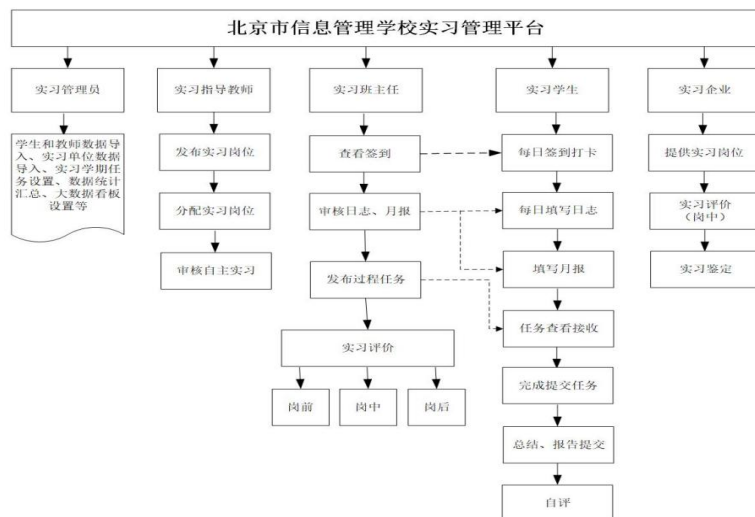 北京市信息管理学校实习管理平台
实习管理员
实习指导教师
实习班主任
实习学生
实习企业
学生和教师数据导
入、实习单位数据
导入、实习学期任
务设置、数据统计
汇总、大数据看板
设置等
发布实习岗位
分配实习岗位
审核自主实习
查看签到
审核日志、月报
发布过程任务
实习评价
岗前
岗中
岗后
每日签到打卡
每日填写日志
填写月报
任务查看接收
完成提交任务
总结、报告提交
自评
提供实习岗位
实习评价
（岗中）
实习鉴定